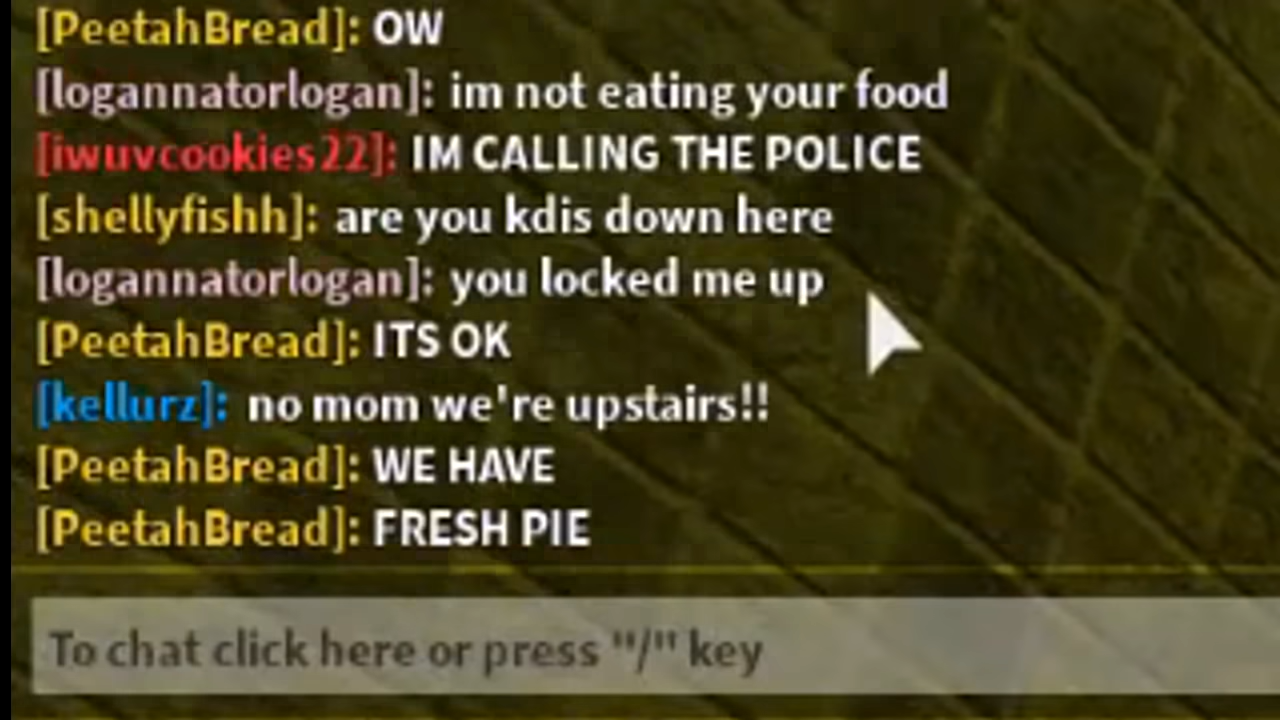 [PeetahBread]: OW
[logannatorlogan]: im not eating your food
[iwuvcookies22]: IM CALLING THE POLICE
[shellyfishh]: are you kdis down here
[logannatorlogan]: you locked me up
[PeetahBread]: ITS OK
[kellurz]: no mom we're upstairs!!
[PeetahBread]: WE HAVE
[PeetahBread]: FRESH PIE
To chat click here or press "/" key